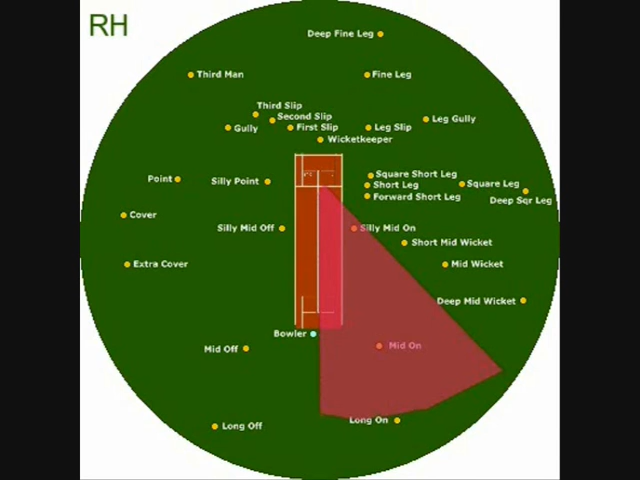 RH
Deep Fine Leg
Third Man
Fine Leg
Third Slip
Second Slip
Leg Gully
Gully
First Slip
Leg Slip
Wicketkeeper
Point
Silly Point
Square Short Leg
Short Leg
Square Leg
Forward Short Leg
Deep Sqr Leg
Cover
Silly Mid Off
Silly Mid On
Short Mid Wicket
Extra Cover
Mid Wicket
Deep Mid Wicket
Bowler
Mid Off
Mid On
Long Off
Long On